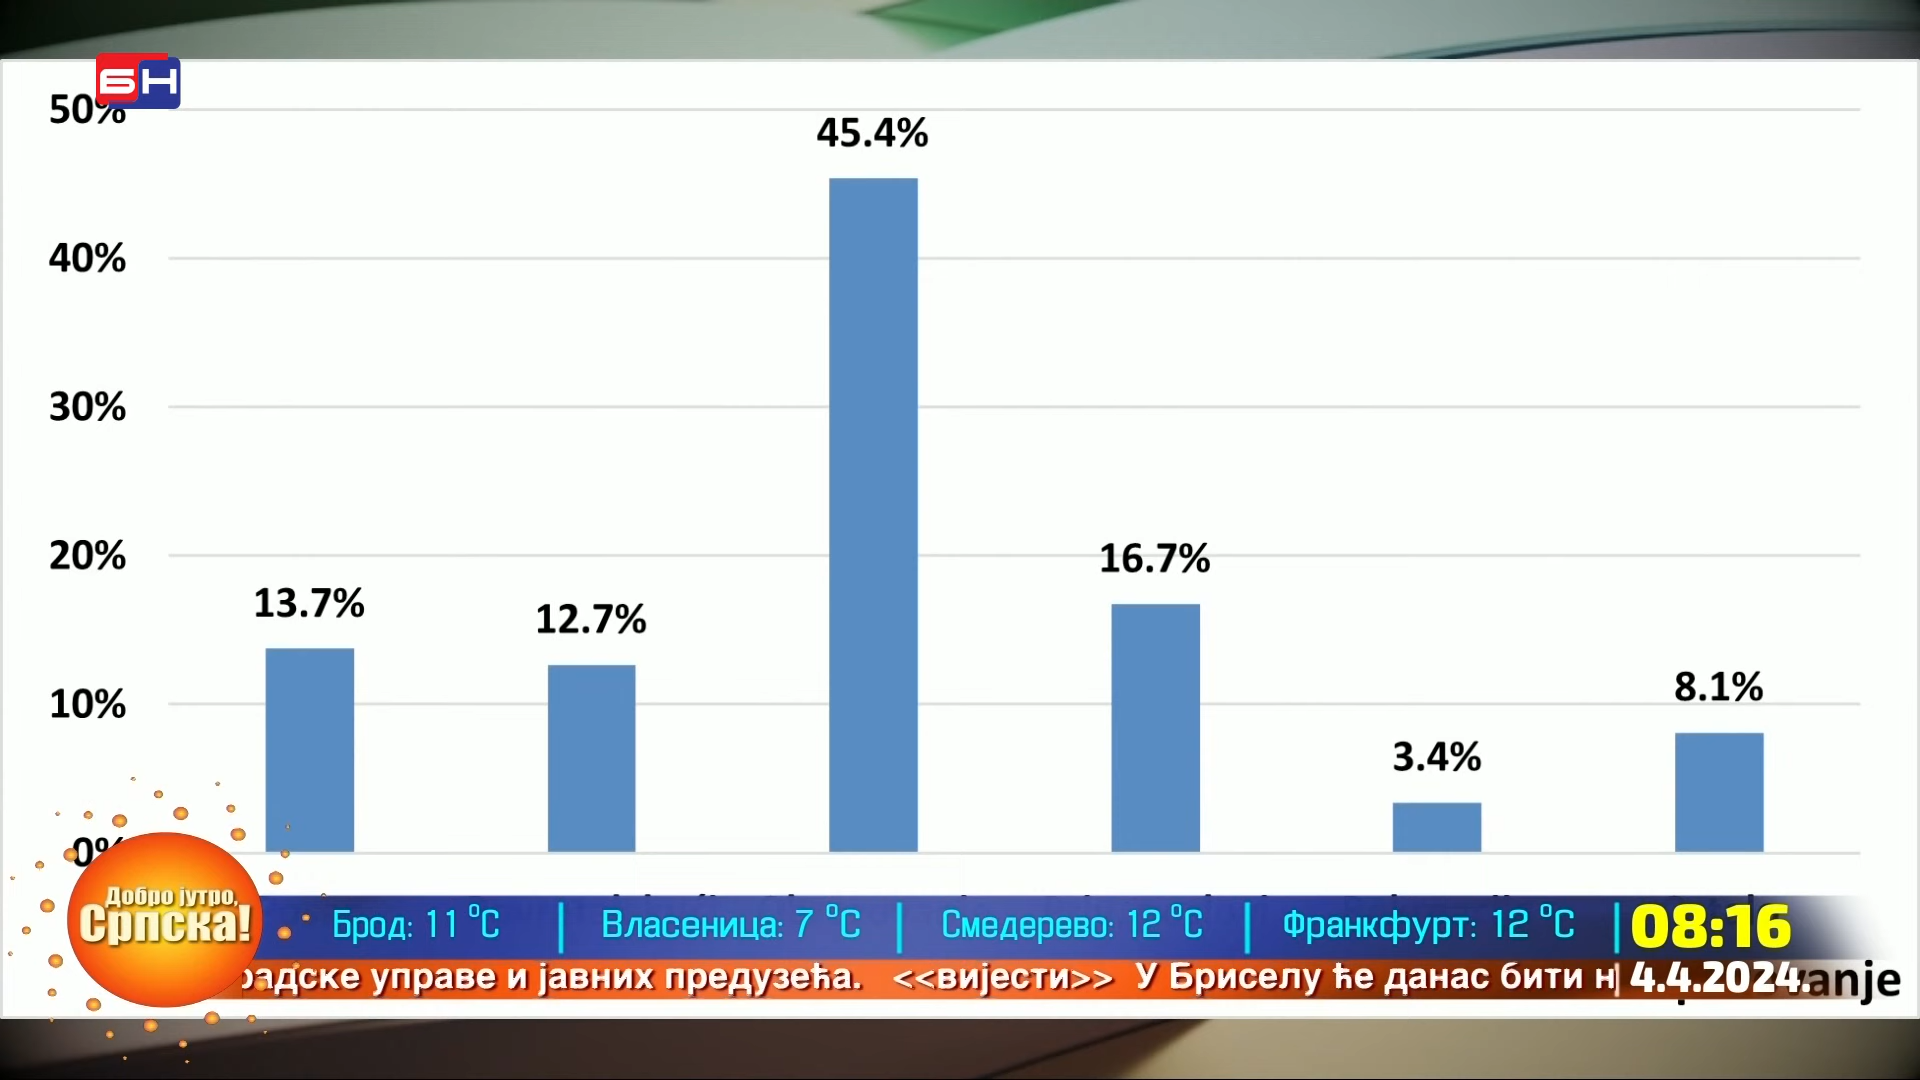 БН
50%
45.4%
40%
30%
20%
16.7%
13.7%
12.7%
10%
8.1%
3.4%
0%
Добро јутро,
Српска!
Брод: 11 °C
Власеница: 7 °C
Смедерево: 12 °C
Франкфурт: 12 °C
08:16
управе и јавних предузећа. <<вијести>> У Бриселу ће данас бити
4.4.2024.